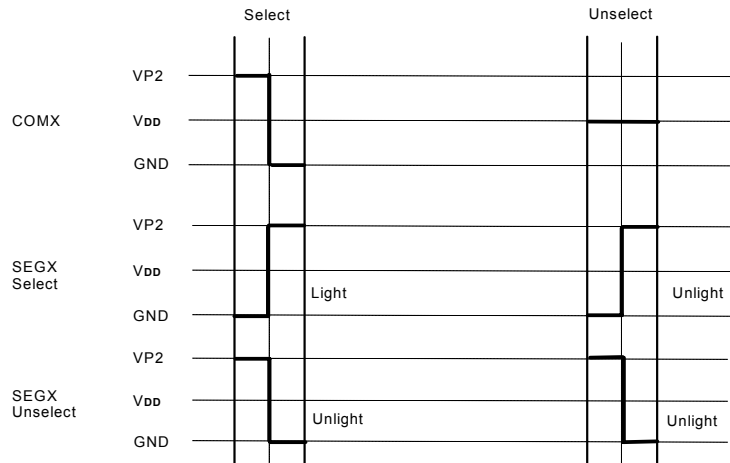 Select Unselect
VP2
COMX VDD
GND
VP2
SEGX
Select
VDD
Light Unlight
GND
VP2
SEGX
Unselect
VDD
Unlight Unlight
GND